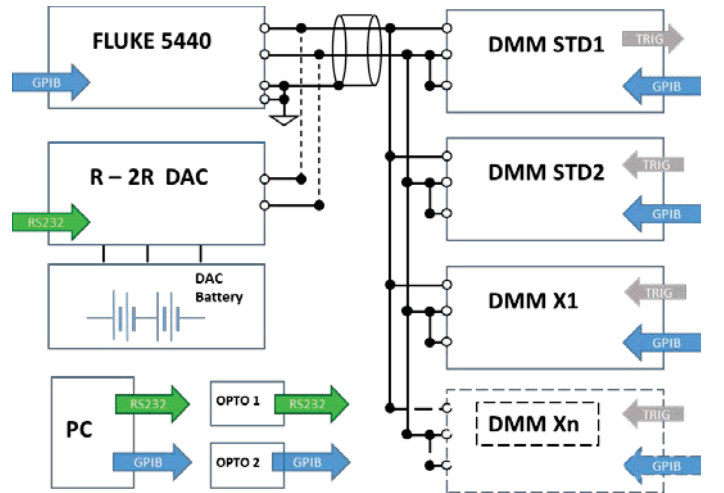 FLUKE 5440
GPIB
R – 2R DAC
RS232
DAC
Battery
PC
RS232
GPIB
OPTO 1
RS232
OPTO 2
GPIB
DMM STD1
TRIG
GPIB
DMM STD2
TRIG
GPIB
DMM X1
TRIG
GPIB
DMM Xn
TRIG
GPIB